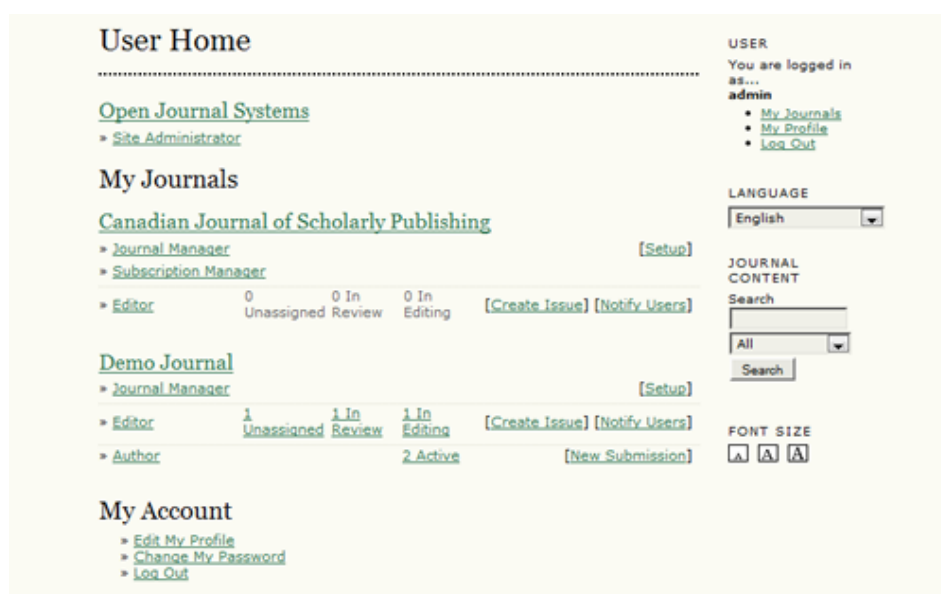 User Home
Open Journal Systems
» Site Administrator
My Journals
Canadian Journal of Scholarly Publishing
» Journal Manager [Setup]
» Subscription Manager
» Editor 0 Unassigned 0 In Review 0 In Editing [Create Issue] [Notify Users]
Demo Journal
» Journal Manager [Setup]
» Editor 1 Unassigned 1 In Review 1 In Editing [Create Issue] [Notify Users]
» Author 2 Active [New Submission]
My Account
» Edit My Profile
» Change My Password
» Log Out
USER
You are logged in
as...
admin
• My Journals
• My Profile
• Log Out
LANGUAGE
English
JOURNAL
CONTENT
Search
All
Search
FONT SIZE
A A A